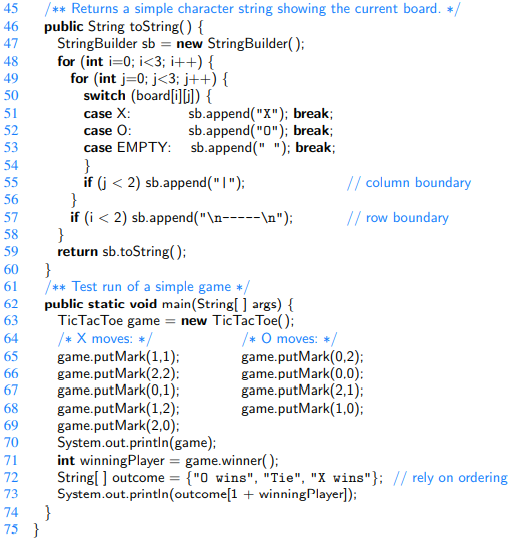 45 /** Returns a simple character string showing the current board. */
46 public String toString() {
47 StringBuilder sb = new StringBuilder();
48 for (int i=0; i<3; i++) {
49 for (int j=0; j<3; j++) {
50 switch (board[i][j]) {
51 case X: sb.append("X"); break;
52 case O: sb.append("O"); break;
53 case EMPTY: sb.append(" "); break;
54 }
55 if (j < 2) sb.append("|"); // column boundary
56 }
57 if (i < 2) sb.append("\n-----\n"); // row boundary
58 }
59 return sb.toString();
60 }
61 /** Test run of a simple game */
62 public static void main(String[ ] args) {
63 TicTacToe game = new TicTacToe();
64 /* X moves: */ /* O moves: */
65 game.putMark(1,1); game.putMark(0,2);
66 game.putMark(2,2); game.putMark(0,0);
67 game.putMark(0,1); game.putMark(2,1);
68 game.putMark(1,2); game.putMark(1,0);
69 game.putMark(2,0);
70 System.out.println(game);
71 int winningPlayer = game.winner();
72 String[ ] outcome = {"O wins", "Tie", "X wins"}; // rely on ordering
73 System.out.println(outcome[1 + winningPlayer]);
74 }
75 }